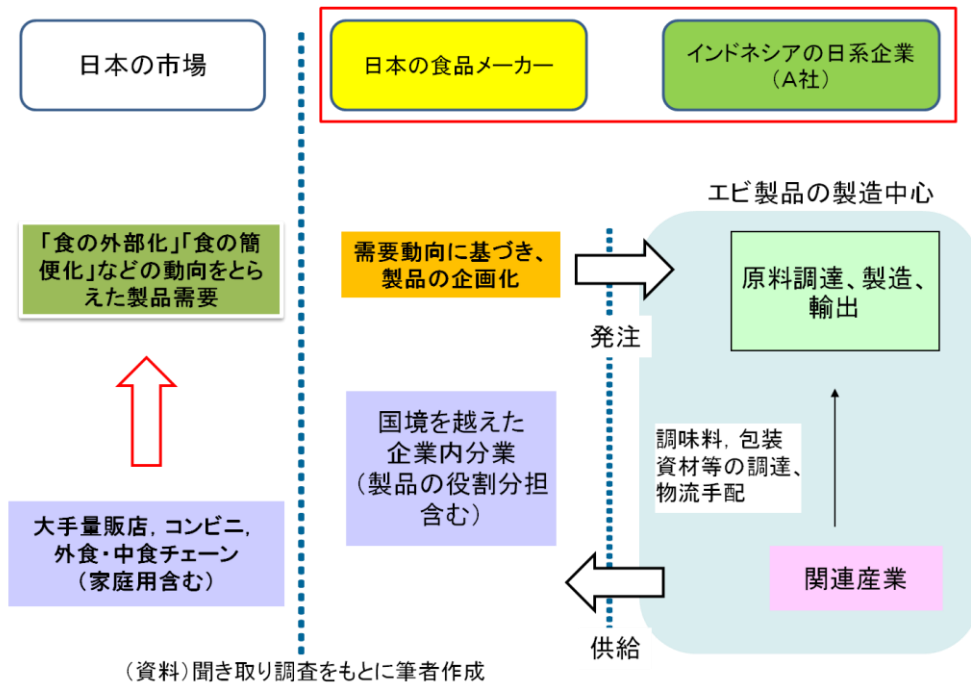 日本の市場
日本の食品メーカー
インドネシアの日系企業
（A社）
エビ製品の製造中心
「食の外部化」「食の簡
便化」などの動向をとら
えた製品需要
需要動向に基づき、
製品の企画化
原料調達、製造、
輸出
発注
国境を越えた
企業内分業
（製品の役割分担
含む）
調味料，包装
資材等の調達、
物流手配
大手量販店，コンビニ，
外食・中食チェーン
（家庭用含む）
関連産業
供給
（資料）聞き取り調査をもとに筆者作成